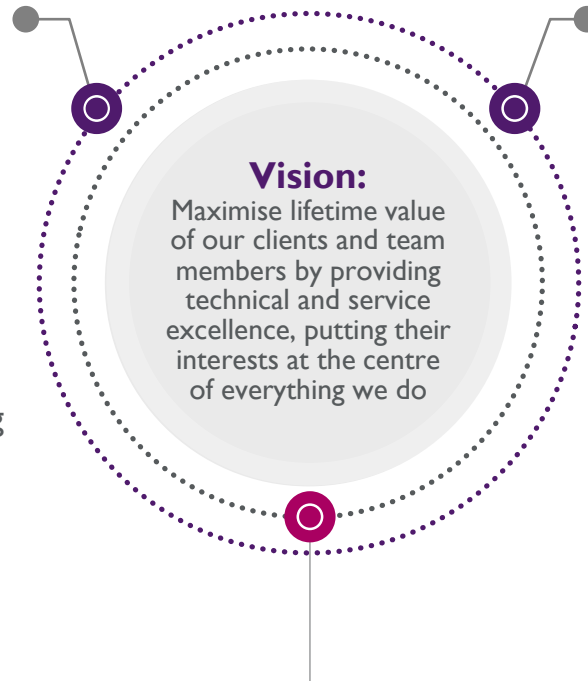 Vision:
Maximise lifetime value
of our clients and team
members by providing
technical and service
excellence, putting their
interests at the centre
of everything we do
g